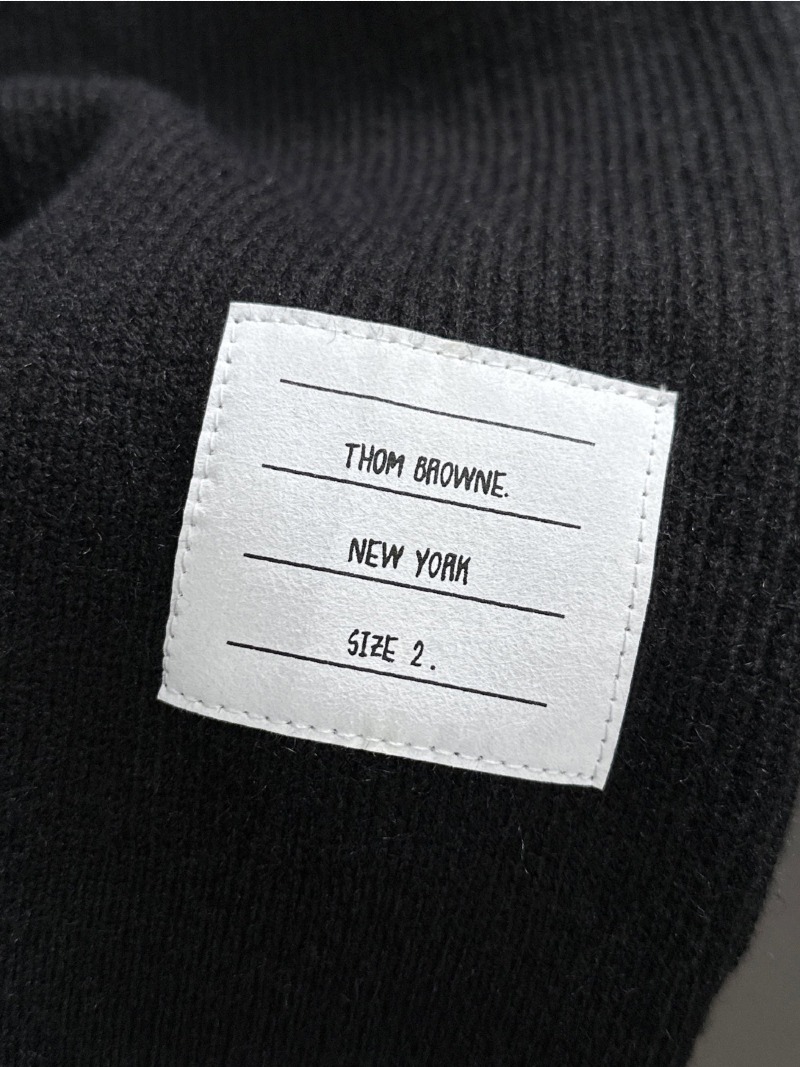 THOM BROWNE.
NEW YORK
SIZE 2.